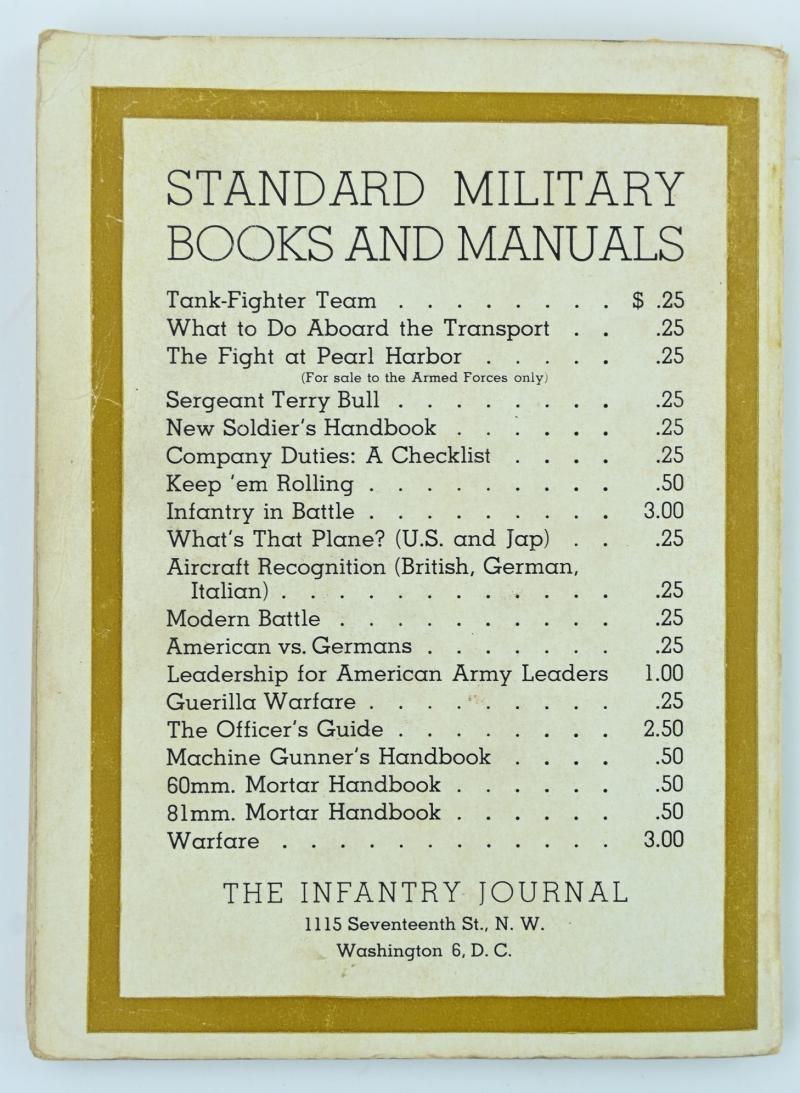 STANDARD MILITARY
BOOKS AND MANUALS
Tank-Fighter Team . . . . . . . . $ .25
What to Do Aboard the Transport . . .25
The Fight at Pearl Harbor . . . . . .25
(For sale to the Armed Forces only)
Sergeant Terry Bull . . . . . . . . .25
New Soldier's Handbook . . . . . . .25
Company Duties: A Checklist . . . . .25
Keep 'em Rolling . . . . . . . . . .50
Infantry in Battle . . . . . . . . . 3.00
What's That Plane? (U.S. and Jap) . . .25
Aircraft Recognition (British, German,
Italian) . . . . . . . . . . . . .25
Modern Battle . . . . . . . . . . .25
American vs. Germans . . . . . . . .25
Leadership for American Army Leaders 1.00
Guerilla Warfare . . . . . . . . . .25
The Officer's Guide . . . . . . . . 2.50
Machine Gunner's Handbook . . . . .50
60mm. Mortar Handbook . . . . . . .50
81mm. Mortar Handbook . . . . . . .50
Warfare . . . . . . . . . . . . 3.00
THE INFANTRY JOURNAL
1115 Seventeenth St., N. W.
Washington 6, D. C.